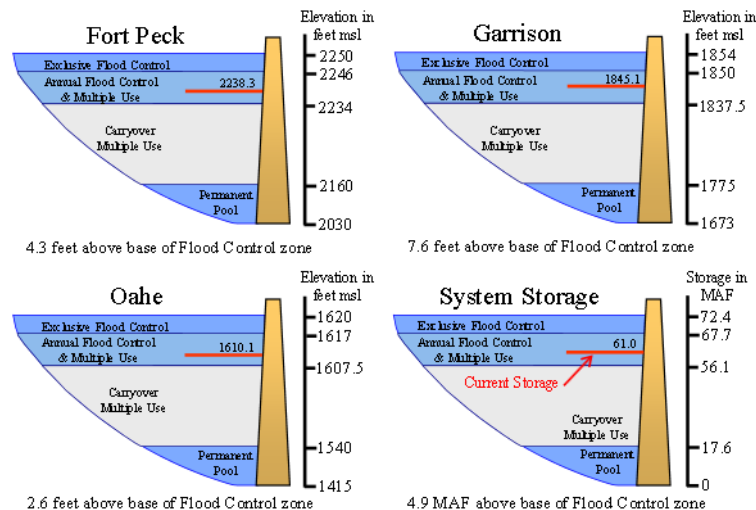 Fort Peck
Elevation in
feet msl
Exclusive Flood Control
Annual Flood Control
& Multiple Use
2238.3
Carryover
Multiple Use
Permanent
Pool
2250
2246
2234
2160
2030
4.3 feet above base of Flood Control zone
Garrison
Elevation in
feet msl
Exclusive Flood Control
Annual Flood Control
& Multiple Use
1845.1
Carryover
Multiple Use
Permanent
Pool
1854
1850
1837.5
1775
1673
7.6 feet above base of Flood Control zone
Oahe
Elevation in
feet msl
Exclusive Flood Control
Annual Flood Control
& Multiple Use
1610.1
Carryover
Multiple Use
Permanent
Pool
1620
1617
1607.5
1540
1415
2.6 feet above base of Flood Control zone
System Storage
Storage in
MAF
Exclusive Flood Control
Annual Flood Control
& Multiple Use
61.0
Current Storage
Carryover
Multiple Use
Permanent
Pool
72.4
67.7
56.1
17.6
0
4.9 MAF above base of Flood Control zone